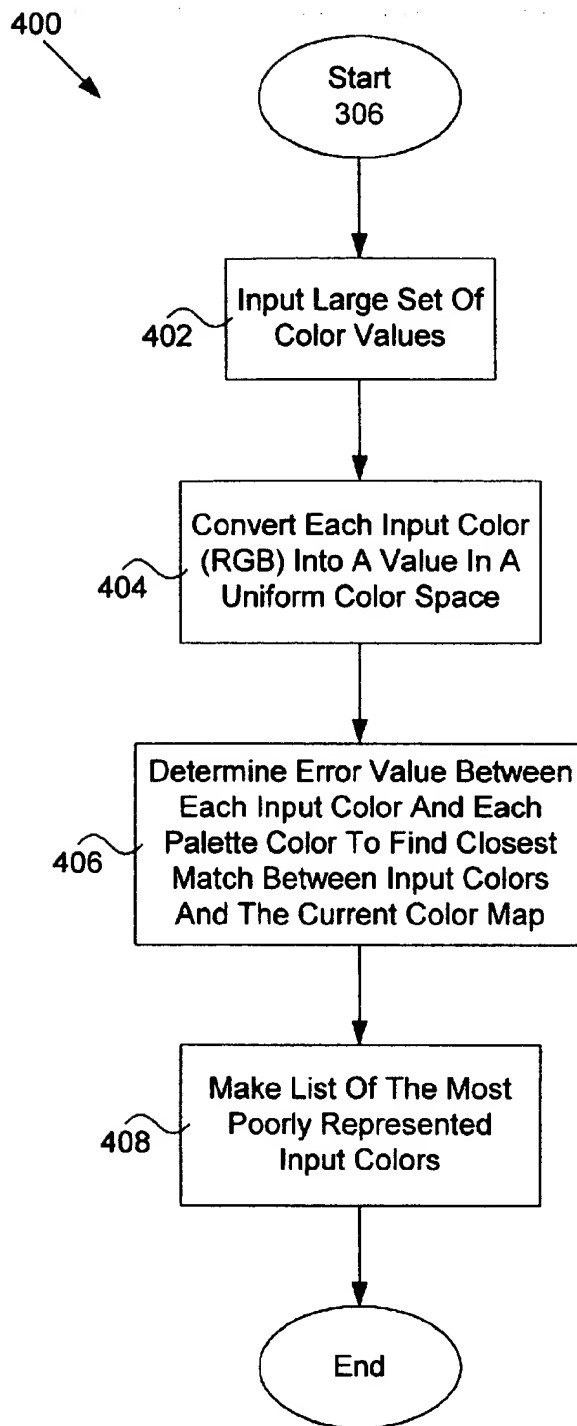 400
Start
306
Input Large Set Of
Color Values
402
Convert Each Input Color
(RGB) Into A Value In A
Uniform Color Space
404
Determine Error Value Between
Each Input Color And Each
Palette Color To Find Closest
Match Between Input Colors
And The Current Color Map
406
Make List Of The Most
Poorly Represented
Input Colors
408
End